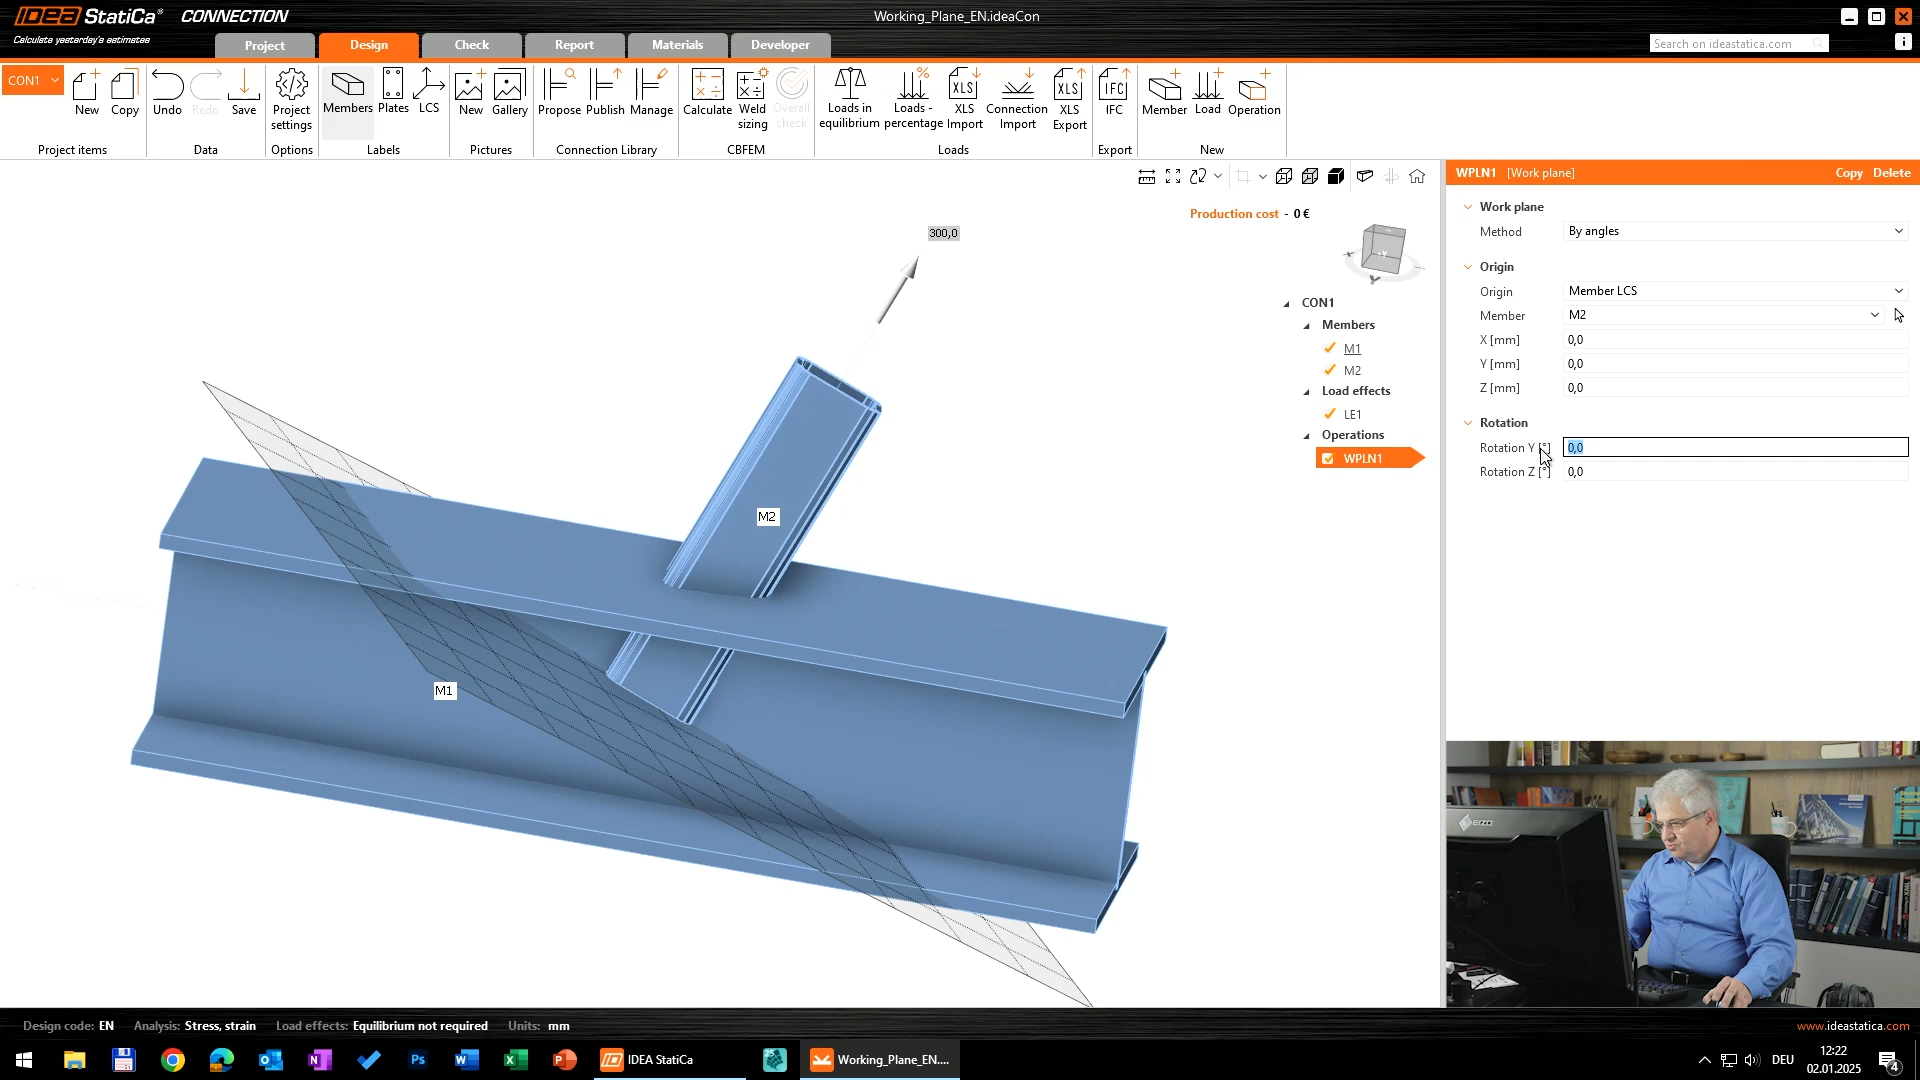 IDEA StatiCa® CONNECTION
Calculate yesterday's estimates
Working_Plane_EN.ideaCon
Project
Design
Check
Report
Materials
Developer
Search on ideastatica.com
CON1
New
Copy
Undo
Redo
Save
Project settings
Members
Plates
LCS
New
Gallery
Propose
Publish
Manage
Calculate
Weld sizing
Overall check
Loads in equilibrium
Loads - percentage
XLS Import
Connection Import
XLS Export
IFC
Member
Load
Operation
Project items
Data
Options
Labels
Pictures
Connection Library
CBFEM
Loads
Export
New
Production cost - 0 €
300,0
M2
M1
CON1
Members
M1
M2
Load effects
LE1
Operations
WPLN1
WPLN1 [Work plane]
Copy
Delete
Work plane
Method
By angles
Origin
Origin
Member LCS
Member
M2
X [mm]
0,0
Y [mm]
0,0
Z [mm]
0,0
Rotation
Rotation Y [°]
0,0
Rotation Z [°]
0,0
EIZO
Design code: EN
Analysis: Stress, strain
Load effects: Equilibrium not required
Units: mm
www.ideastatica.com
IDEA StatiCa
Working_Plane_EN....
DEU
12:22
02.01.2025
4